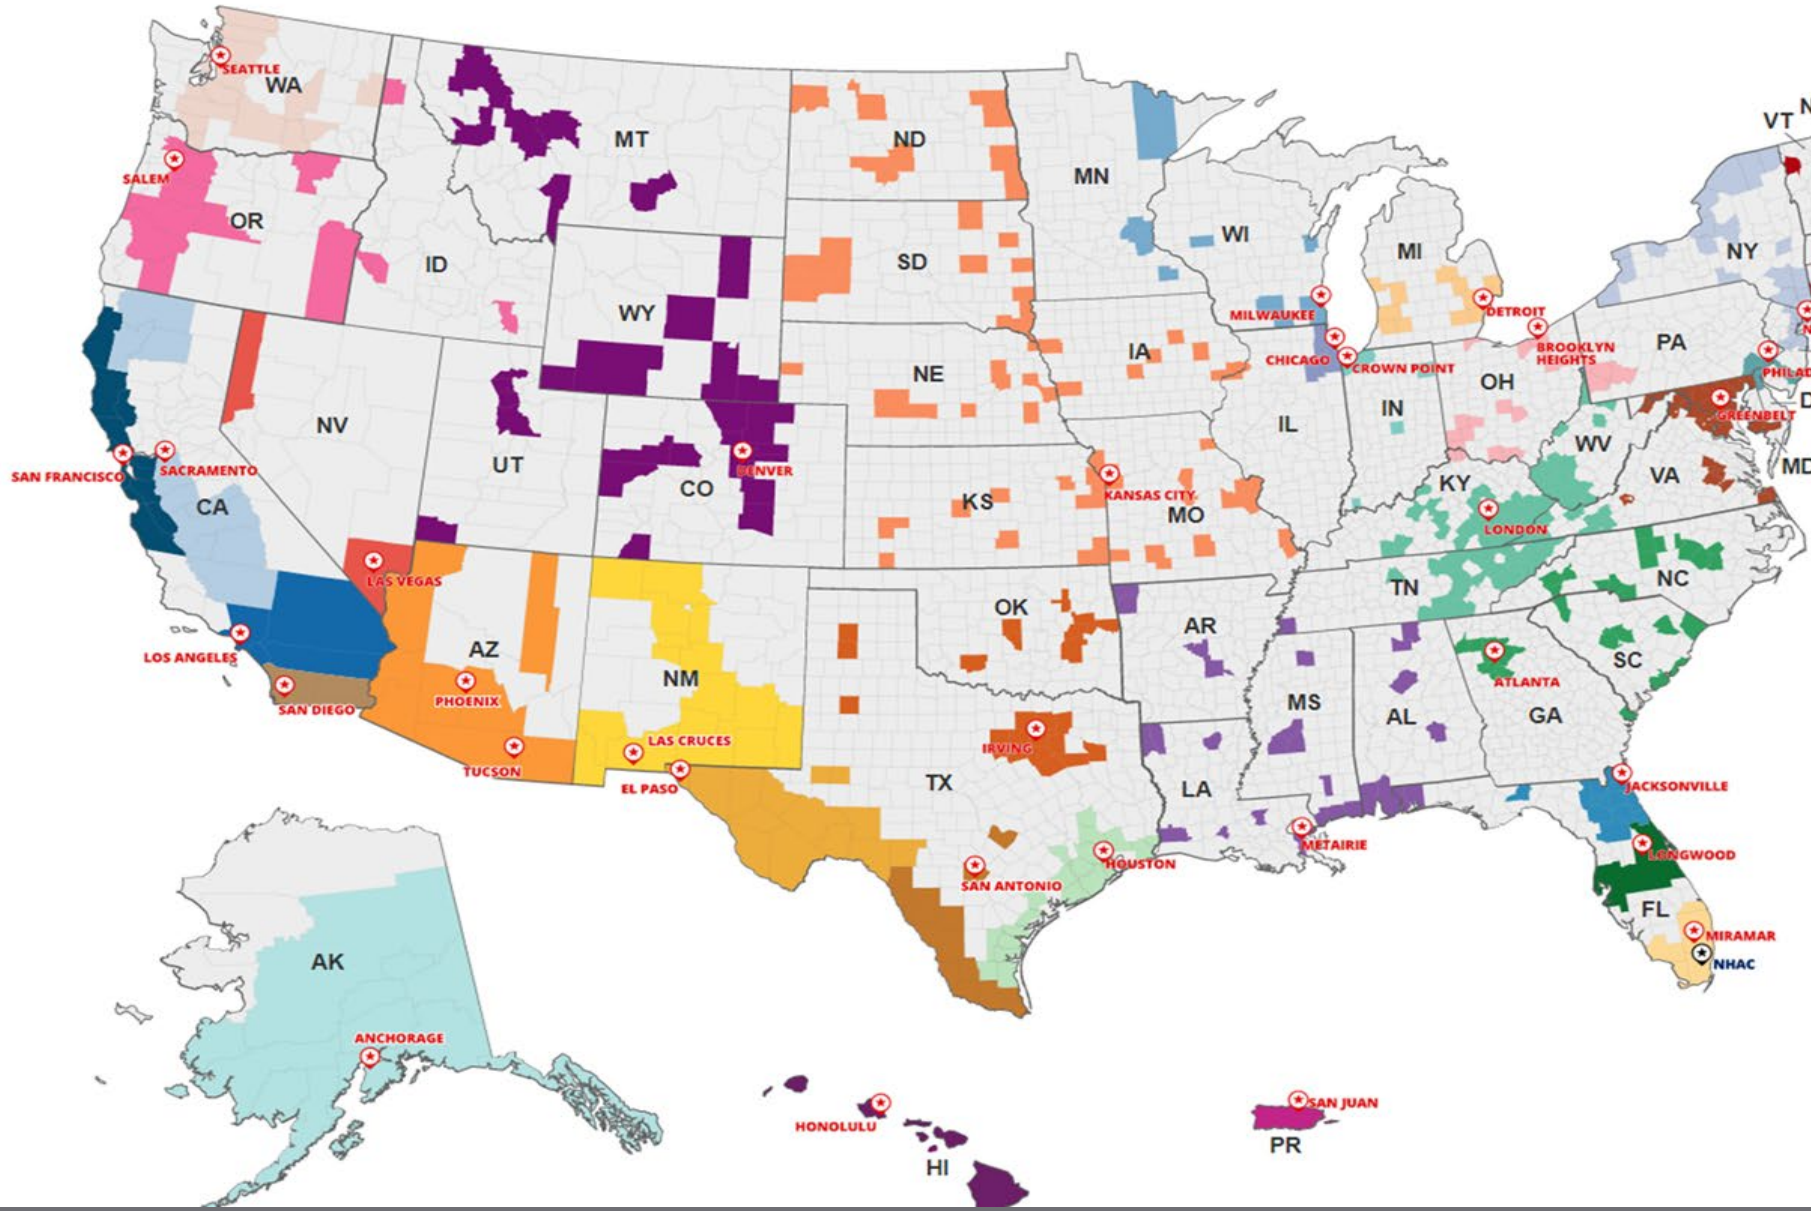 SEATTLE
WA
MT
ND
MN
VT
N
SALEM
OR
ID
WY
SD
WI
MI
NY
MILWAUKEE
DETROIT
BROOKLYN
HEIGHTS
CHICAGO
CROWN POINT
PA
N
PHILAD
NV
UT
CO
DENVER
NE
IA
IL
IN
OH
GREENBELT
D
WV
VA
MD
SAN FRANCISCO
SACRAMENTO
CA
KS
KANSAS CITY
MO
KY
LONDON
LAS VEGAS
LOS ANGELES
SAN DIEGO
AZ
PHOENIX
TUCSON
NM
LAS CRUCES
EL PASO
OK
AR
TN
NC
SC
ATLANTA
GA
AL
MS
LA
TX
IRVING
SAN ANTONIO
HOUSTON
METAIRIE
JACKSONVILLE
LONGWOOD
FL
MIRAMAR
NHAC
AK
ANCHORAGE
HONOLULU
HI
SAN JUAN
PR